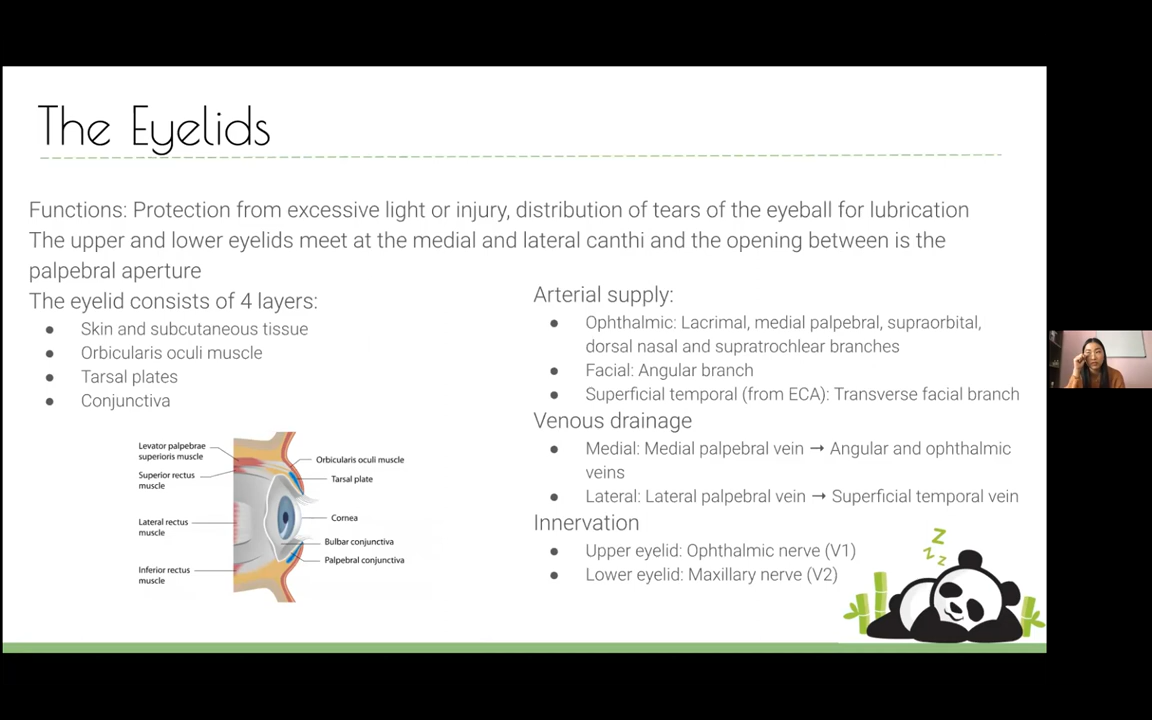 The Eyelids
Functions: Protection from excessive light or injury, distribution of tears of the eyeball for lubrication
The upper and lower eyelids meet at the medial and lateral canthi and the opening between is the
palpebral aperture
The eyelid consists of 4 layers:
● Skin and subcutaneous tissue
● Orbicularis oculi muscle
● Tarsal plates
● Conjunctiva
Levator palpebrae
superioris muscle
Superior rectus
muscle
Lateral rectus
muscle
Inferior rectus
muscle
Orbicularis oculi muscle
Tarsal plate
Cornea
Bulbar conjunctiva
Palpebral conjunctiva
Arterial supply:
● Ophthalmic: Lacrimal, medial palpebral, supraorbital,
dorsal nasal and supratrochlear branches
● Facial: Angular branch
● Superficial temporal (from ECA): Transverse facial branch
Venous drainage
● Medial: Medial palpebral vein → Angular and ophthalmic
veins
● Lateral: Lateral palpebral vein → Superficial temporal vein
Innervation
● Upper eyelid: Ophthalmic nerve (V1)
● Lower eyelid: Maxillary nerve (V2)
Z
Z
Z